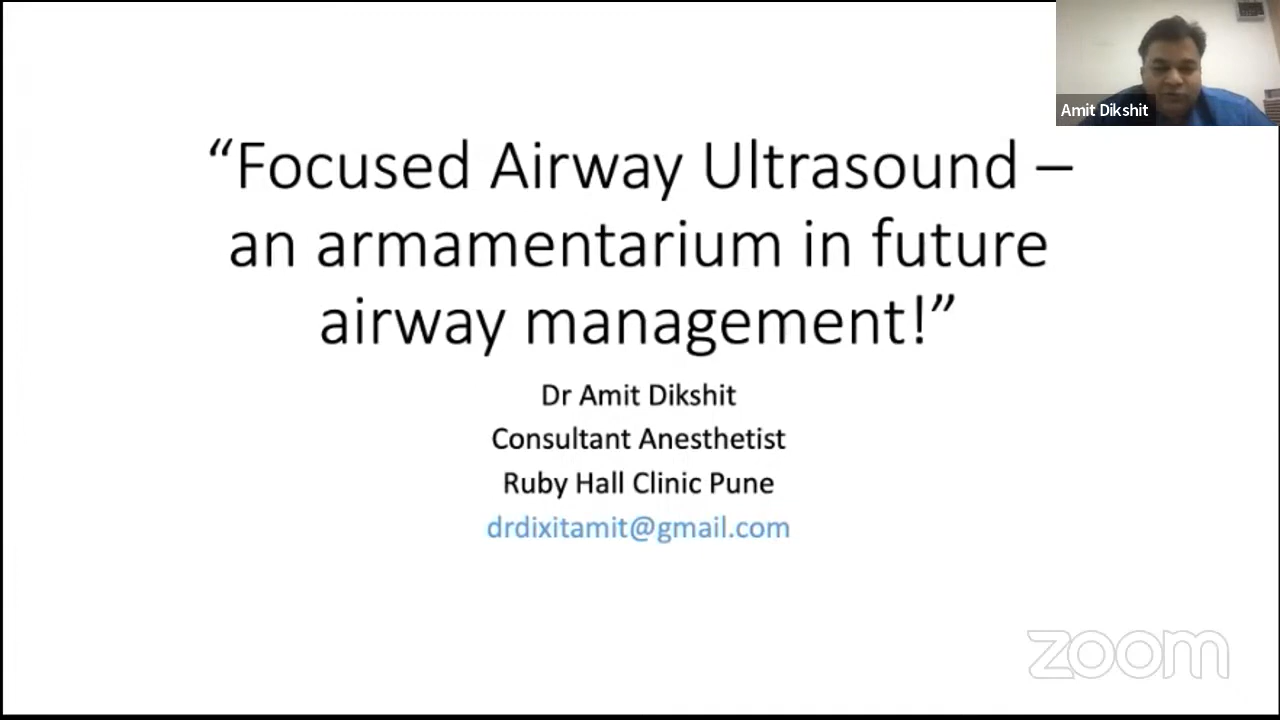 Amit Dikshit
“Focused Airway Ultrasound –
an armamentarium in future
airway management!”
Dr Amit Dikshit
Consultant Anesthetist
Ruby Hall Clinic Pune
drdixitamit@gmail.com
zoom